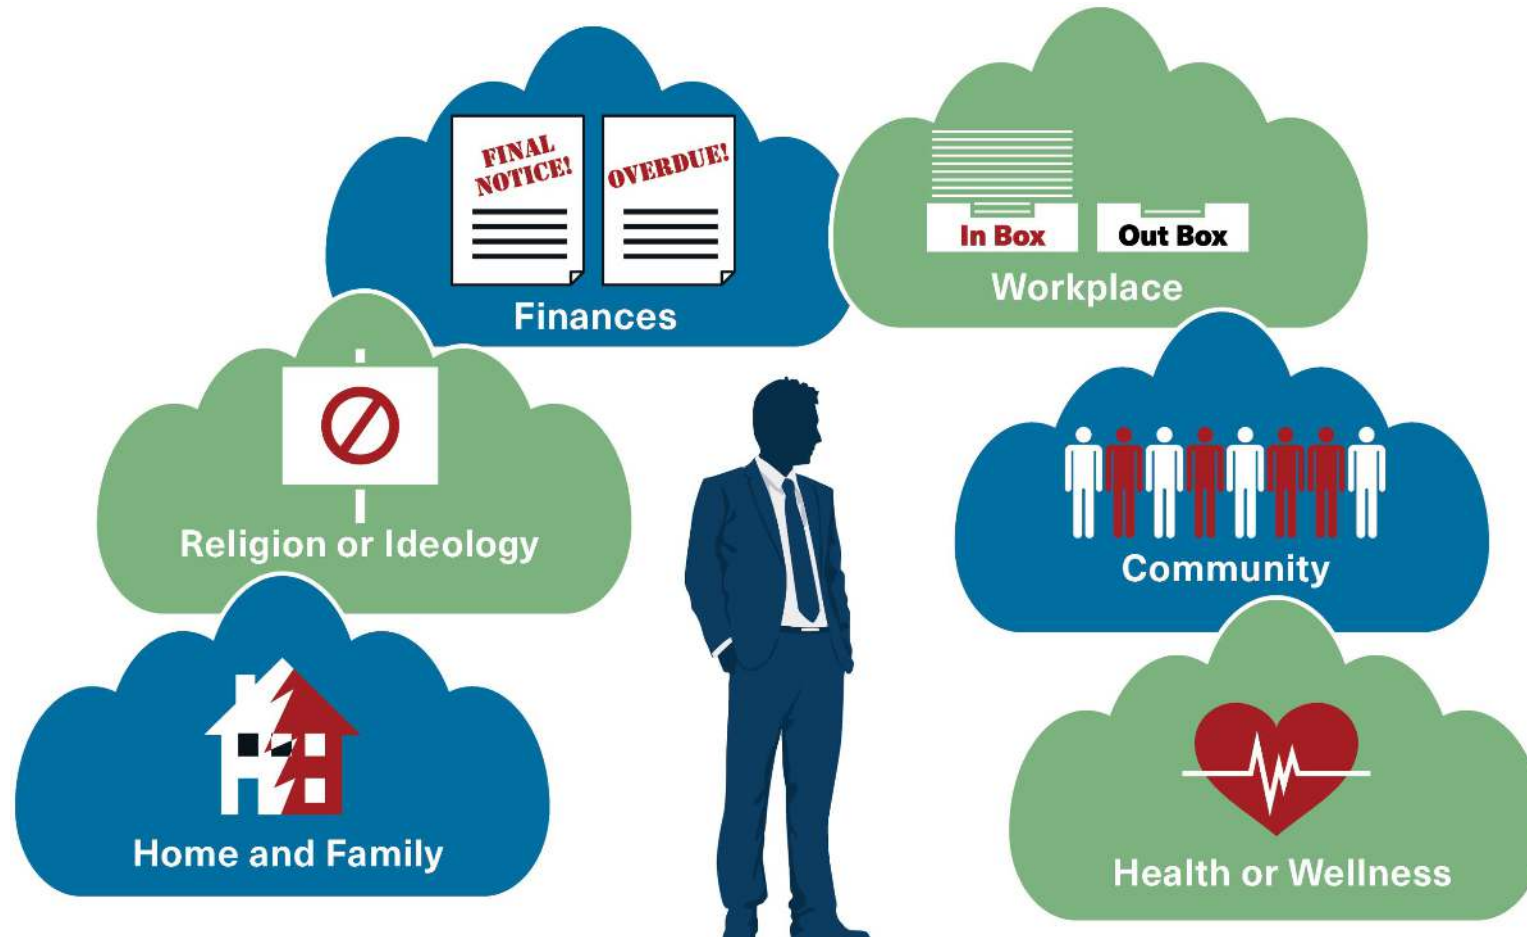 FINAL
NOTICE!
OVERDUE!
Finances
In Box
Out Box
Workplace
Religion or Ideology
Community
Home and Family
Health or Wellness